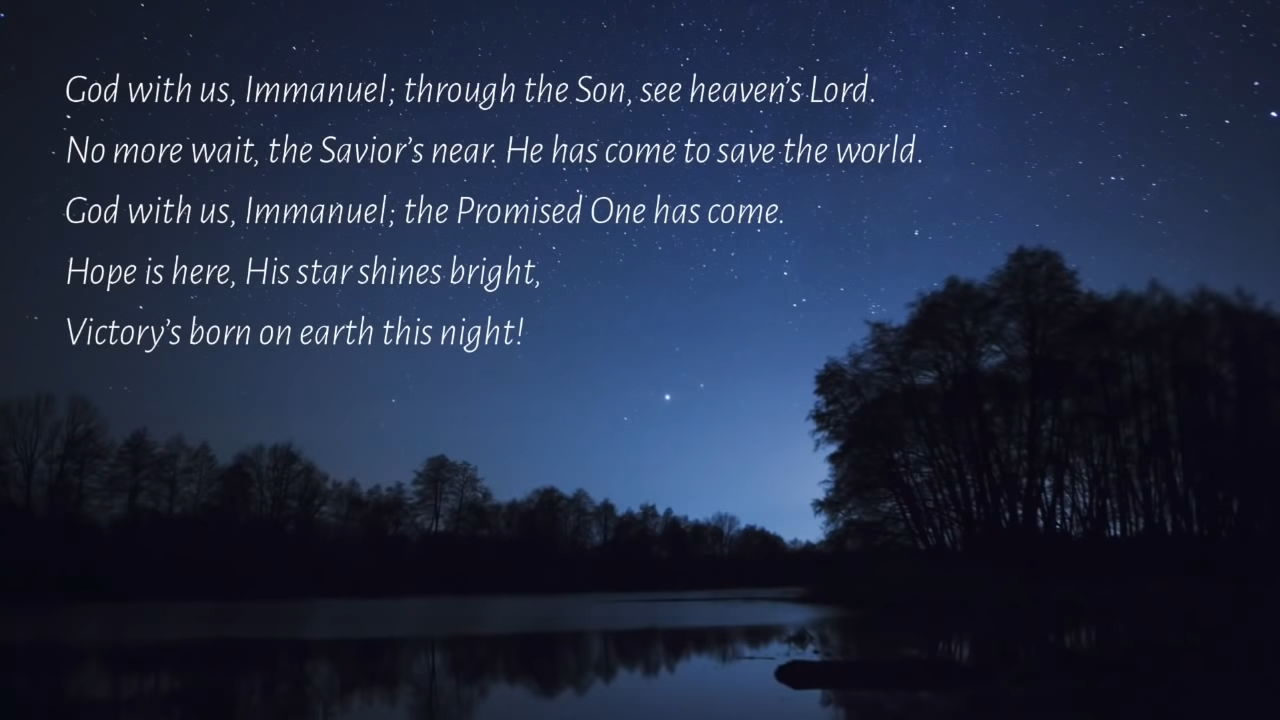 God with us, Immanuel; through the Son, see heaven’s Lord.
No more wait, the Savior’s near. He has come to save the world.
God with us, Immanuel; the Promised One has come.
Hope is here, His star shines bright,
Victory’s born on earth this night!